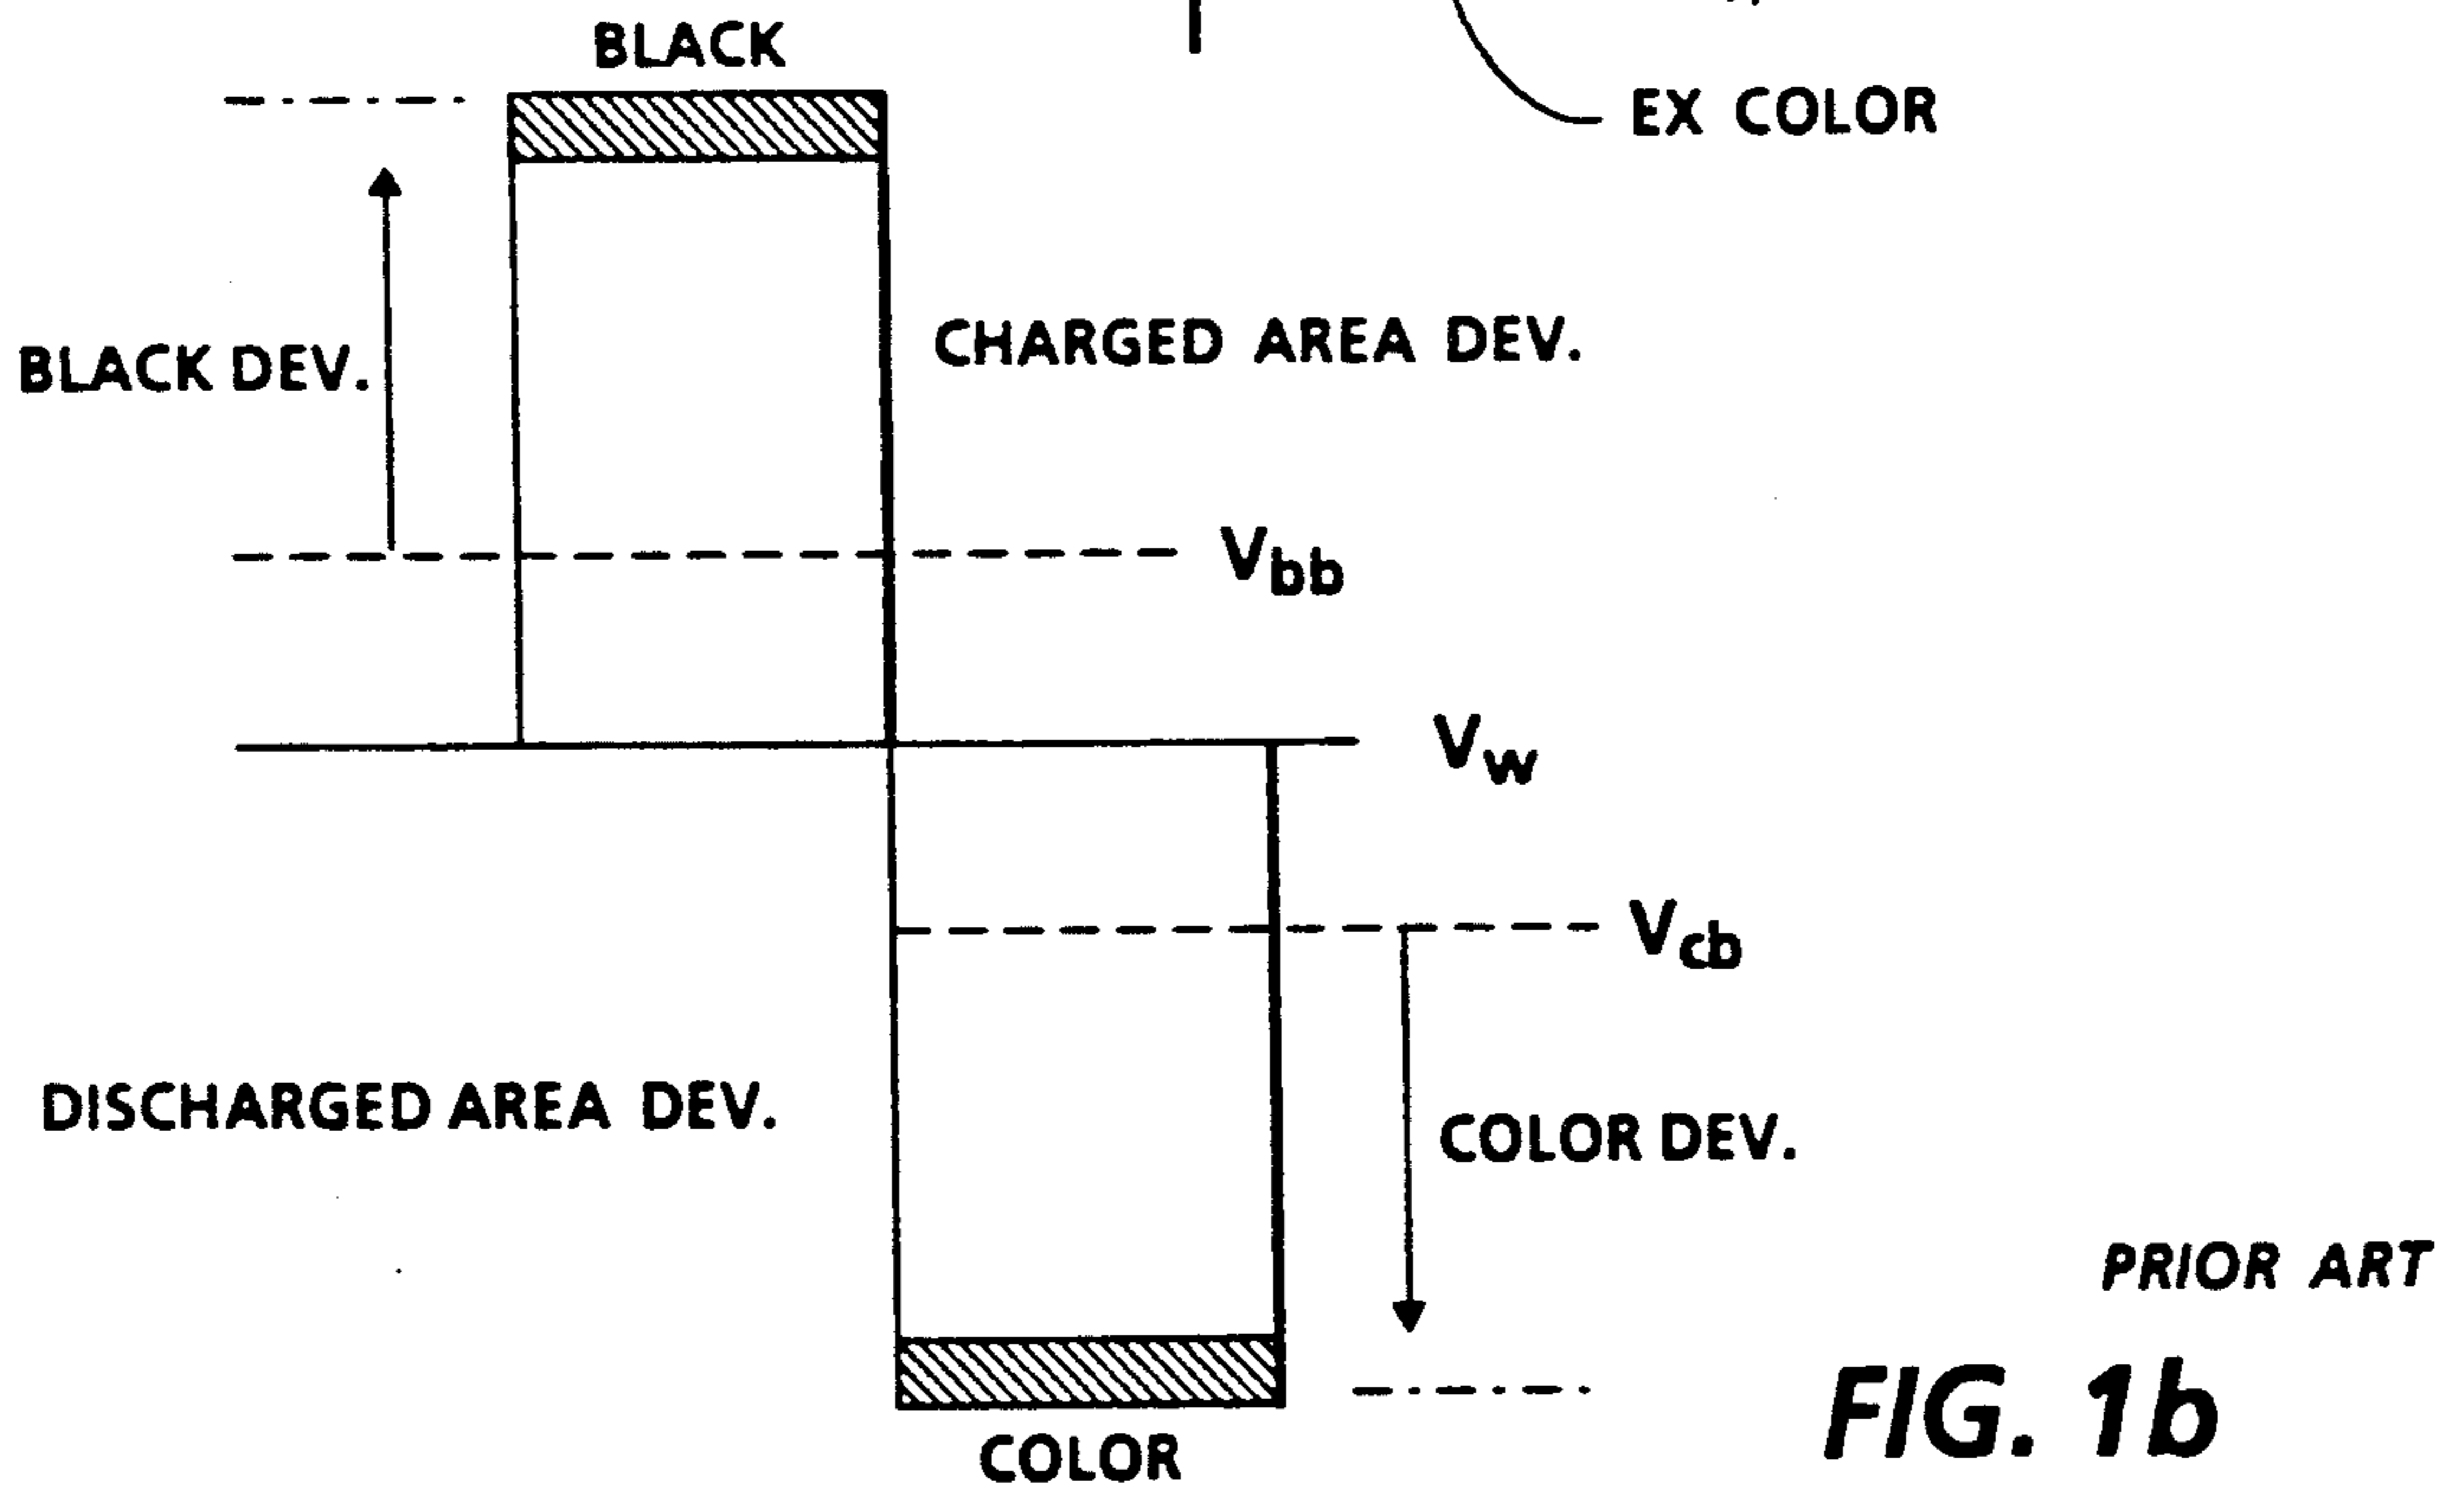 BLACK
EX COLOR
BLACK DEV.
CHARGED AREA DEV.
Vbb
Vw
Vcb
DISCHARGED AREA DEV.
COLOR DEV.
PRIOR ART
COLOR
FIG. 1b